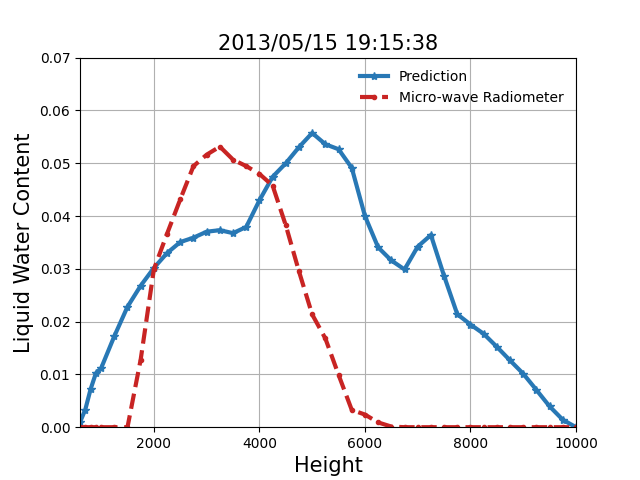 2013/05/15 19:15:38
Prediction
Micro-wave Radiometer
Liquid Water Content
0.07
0.06
0.05
0.04
0.03
0.02
0.01
0.00
2000 4000 6000 8000 10000
Height